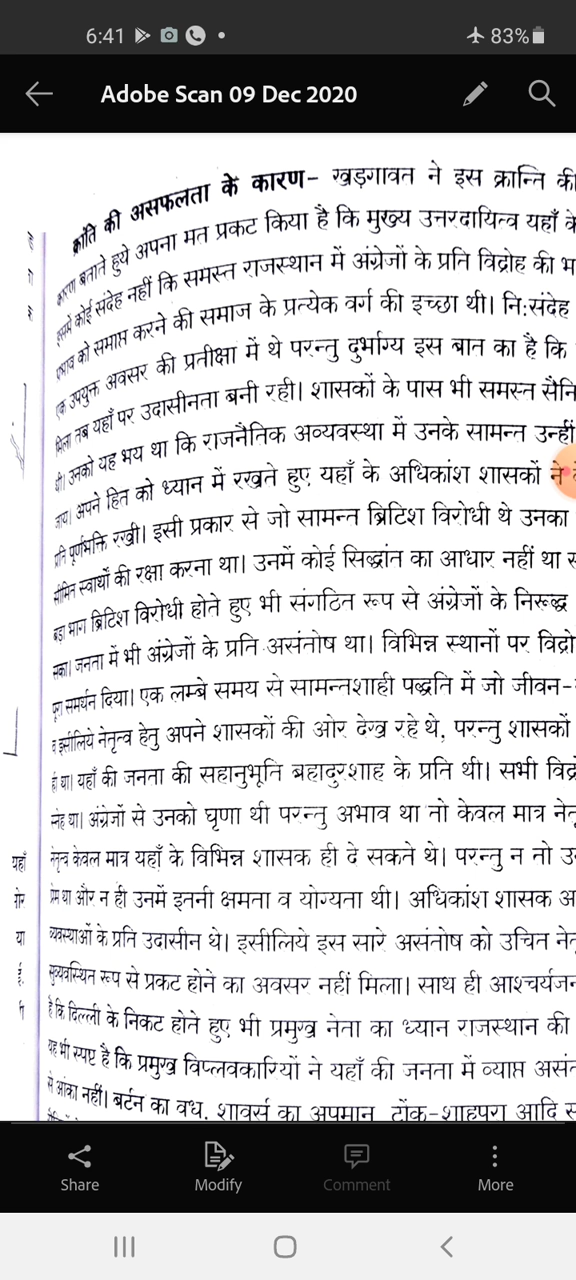 6:41
83%
Adobe Scan 09 Dec 2020
क्रांति की असफलता के कारण- खड़गावत ने इस क्रान्ति की
कारण बताते हुये अपना मत प्रकट किया है कि मुख्य उत्तरदायित्व यहाँ के
इसमें कोई संदेह नहीं कि समस्त राजस्थान में अंग्रेजों के प्रति विद्रोह की भ
प्रभाव को समाप्त करने की समाज के प्रत्येक वर्ग की इच्छा थी। नि:संदेह
एक उपयुक्त अवसर की प्रतीक्षा में थे परन्तु दुर्भाग्य इस बात का है कि
मिला तब यहाँ पर उदासीनता बनी रही। शासकों के पास भी समस्त सैनि
थी। उनको यह भय था कि राजनैतिक अव्यवस्था में उनके सामन्त उन्हीं
जाय। अपने हित को ध्यान में रखते हुए यहाँ के अधिकांश शासकों ने
प्रति पूर्णभक्ति रखी। इसी प्रकार से जो सामन्त ब्रिटिश विरोधी थे उनका
सीमित स्वार्थों की रक्षा करना था। उनमें कोई सिद्धांत का आधार नहीं था
बड़ा भाग ब्रिटिश विरोधी होते हुए भी संगठित रूप से अंग्रेजों के निरूद्ध
सका। जनता में भी अंग्रेजों के प्रति असंतोष था। विभिन्न स्थानों पर विद्रो
पूरा समर्थन दिया। एक लम्बे समय से सामन्तशाही पद्धति में जो जीवन-
व इसीलिये नेतृत्व हेतु अपने शासकों की ओर देख रहे थे, परन्तु शासकों
ही था। यहाँ की जनता की सहानुभूति बहादुरशाह के प्रति थी। सभी विद्रो
स्नेह था। अंग्रेजों से उनको घृणा थी परन्तु अभाव था तो केवल मात्र नेतृ
यहाँ नेतृत्व केवल मात्र यहाँ के विभिन्न शासक ही दे सकते थे। परन्तु न तो उ
प्रेम था और न ही उनमें इतनी क्षमता व योग्यता थी। अधिकांश शासक अ
था व्यवस्थाओं के प्रति उदासीन थे। इसीलिये इस सारे असंतोष को उचित नेतृ
सुव्यवस्थित रूप से प्रकट होने का अवसर नहीं मिला। साथ ही आश्चर्यजन
है कि दिल्ली के निकट होते हुए भी प्रमुख नेता का ध्यान राजस्थान की
यह भी स्पष्ट है कि प्रमुख विप्लवकारियों ने यहाँ की जनता में व्याप्त असंत
से आंका नहीं। बर्टन का वध, शावर्स का अपमान, टोंक-शाहपुरा आदि स
Share Modify Comment More